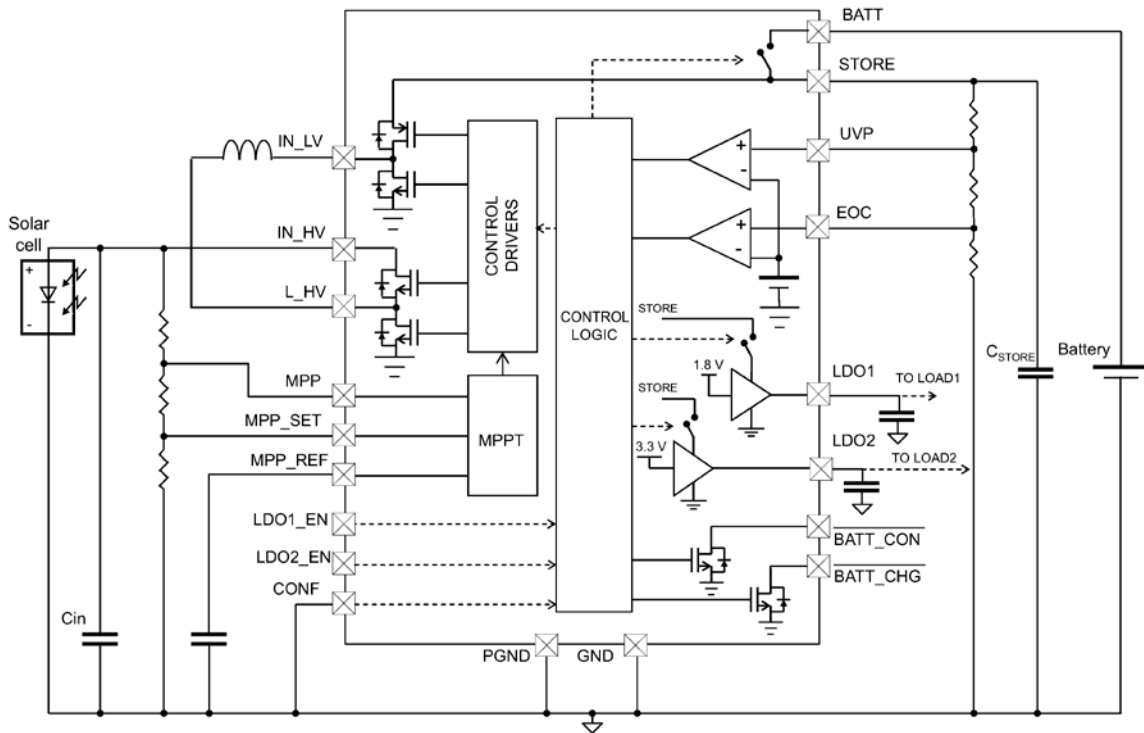 BATT
STORE
IN_LV
UVP
Solar
cell
+
-
IN_HV
CONTROL
DRIVERS
+
-
+
-
EOC
L_HV
CONTROL
LOGIC
STORE
MPP
MPP_SET
MPP_REF
MPPT
1.8 V
LDO1
TO LOAD1
STORE
3.3 V
LDO2
TO LOAD2
CSTORE
Battery
LDO1_EN
LDO2_EN
CONF
BATT_CON
BATT_CHG
Cin
PGND
GND